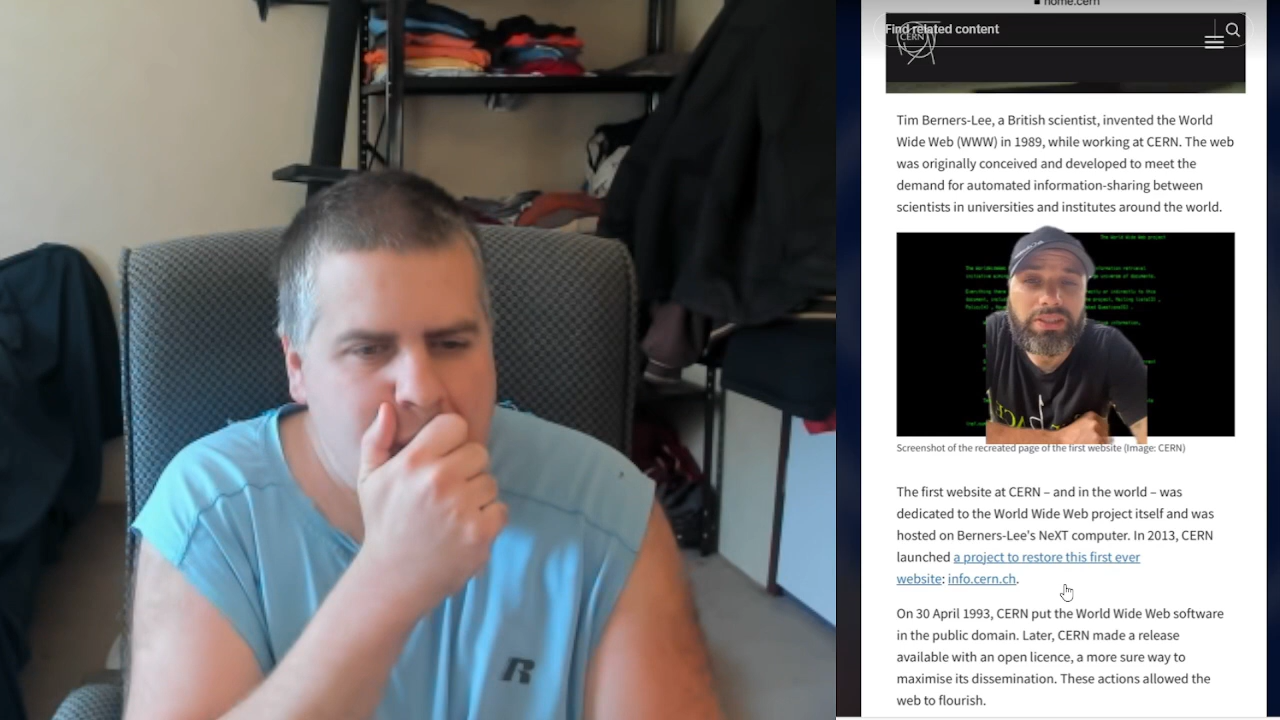 home.cern
Find related content
CERN
Tim Berners-Lee, a British scientist, invented the World
Wide Web (WWW) in 1989, while working at CERN. The web
was originally conceived and developed to meet the
demand for automated information-sharing between
scientists in universities and institutes around the world.
The World Wide Web project
Screenshot of the recreated page of the first website (Image: CERN)
The first website at CERN – and in the world – was
dedicated to the World Wide Web project itself and was
hosted on Berners-Lee's NeXT computer. In 2013, CERN
launched a project to restore this first ever
website: info.cern.ch.
On 30 April 1993, CERN put the World Wide Web software
in the public domain. Later, CERN made a release
available with an open licence, a more sure way to
maximise its dissemination. These actions allowed the
web to flourish.
R